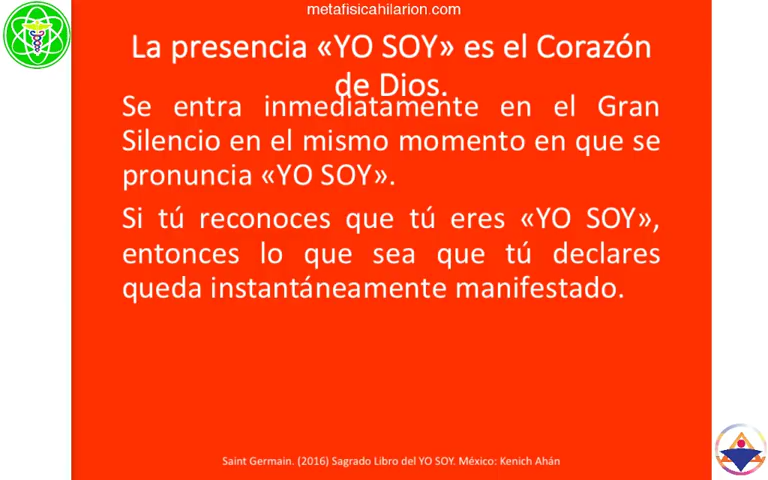 metafisicahilarion.com
La presencia «YO SOY» es el Corazón
de Dios.
Se entra inmediatamente en el Gran
Silencio en el mismo momento en que se
pronuncia «YO SOY».
Si tú reconoces que tú eres «YO SOY»,
entonces lo que sea que tú declares
queda instantáneamente manifestado.
Saint Germain. (2016) Sagrado Libro del YO SOY. México: Kenich Ahán